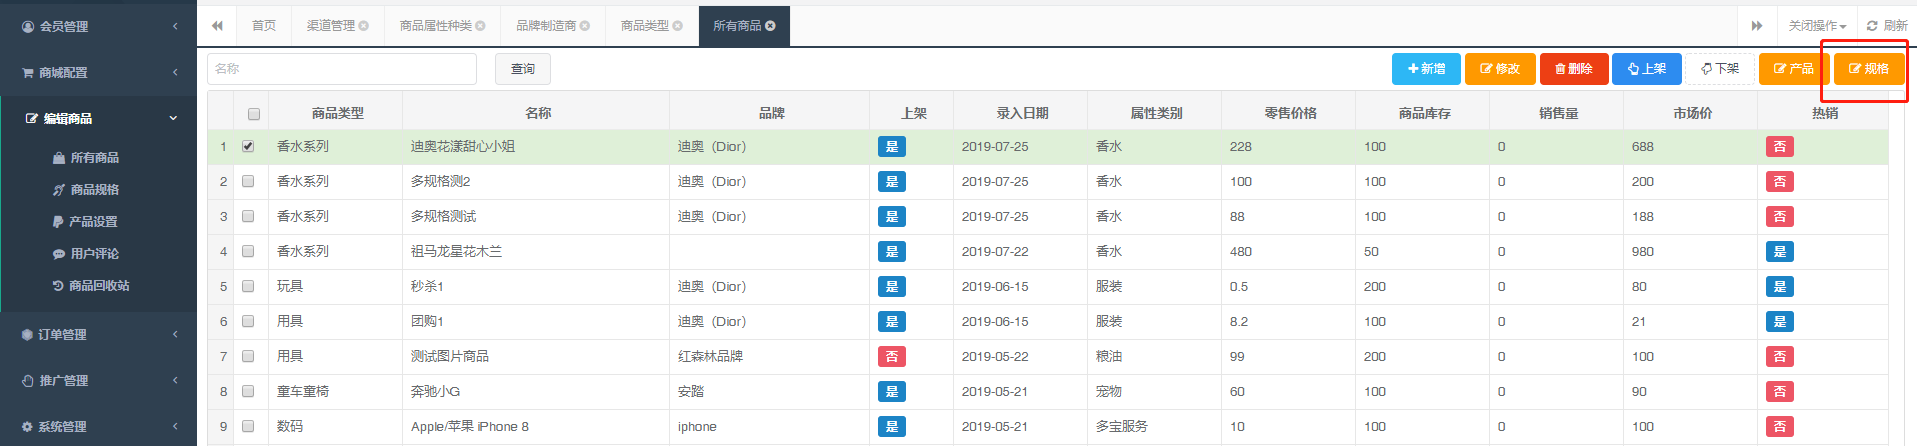 会员管理
商城配置
编辑商品
所有商品
商品规格
产品设置
用户评论
商品回收站
订单管理
推广管理
系统管理
首页 渠道管理 商品属性种类 品牌制造商 商品类型 所有商品 关闭操作 刷新
名称 查询 新增 修改 删除 上架 下架 产品 规格
商品类型 名称 品牌 上架 录入日期 属性类别 零售价格 商品库存 销售量 市场价 热销
1 香水系列 迪奥花漾甜心小姐 迪奥（Dior） 是 2019-07-25 香水 228 100 0 688 否
2 香水系列 多规格测2 迪奥（Dior） 是 2019-07-25 香水 100 100 0 200 否
3 香水系列 多规格测试 迪奥（Dior） 是 2019-07-25 香水 88 100 0 188 否
4 香水系列 祖马龙星花木兰 是 2019-07-22 香水 480 50 0 980 是
5 玩具 秒杀1 迪奥（Dior） 是 2019-06-15 服装 0.5 200 0 80 是
6 用具 团购1 迪奥（Dior） 是 2019-06-15 服装 8.2 100 0 21 是
7 用具 测试图片商品 红森林品牌 否 2019-05-22 粮油 99 200 0 100 否
8 童车童椅 奔驰小G 安踏 是 2019-05-21 宠物 60 100 0 90 否
9 数码 Apple/苹果 iPhone 8 iphone 是 2019-05-21 多宝服务 10 100 0 100 否